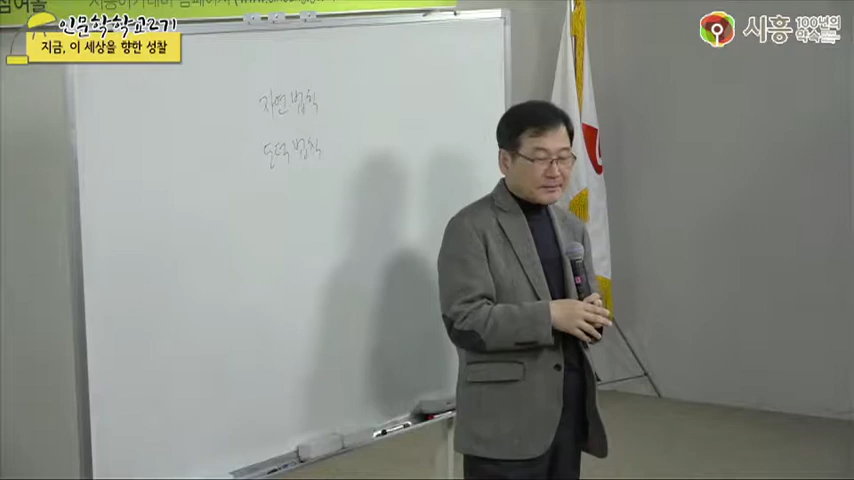 인문학학교2기
지금, 이 세상을 향한 성찰
시흥 100년의
약속
자연법칙
도덕법칙